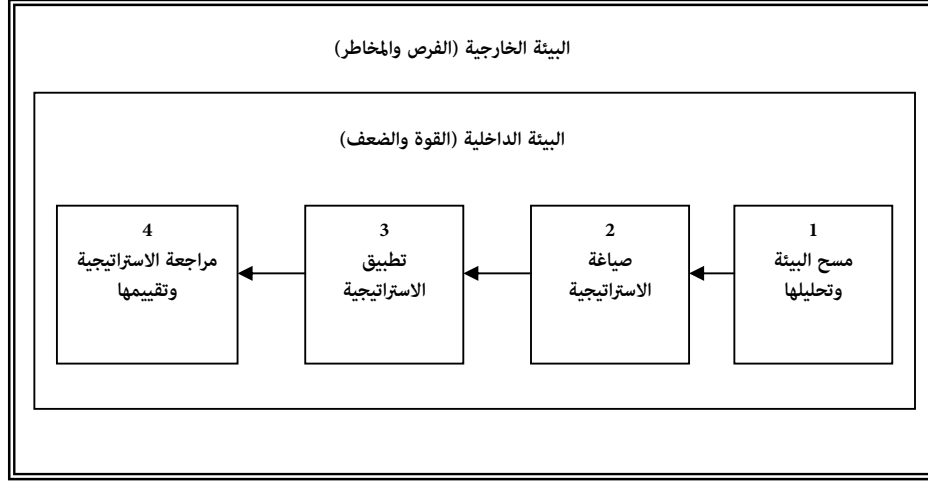 البيئة الخارجية (الفرص والمخاطر)
البيئة الداخلية (القوة والضعف)
1
مسح البيئة
وتحليلها
2
صياغة
الاستراتيجية
3
تطبيق
الاستراتيجية
4
مراجعة الاستراتيجية
وتقييمها